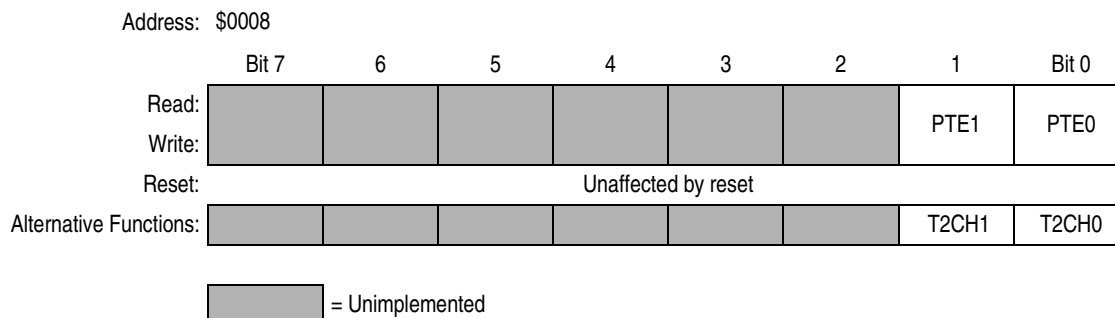 Address: $0008
Bit 7 6 5 4 3 2 1 Bit 0
Read:
Write:
PTE1 PTE0
Reset: Unaffected by reset
Alternative Functions: T2CH1 T2CH0
= Unimplemented